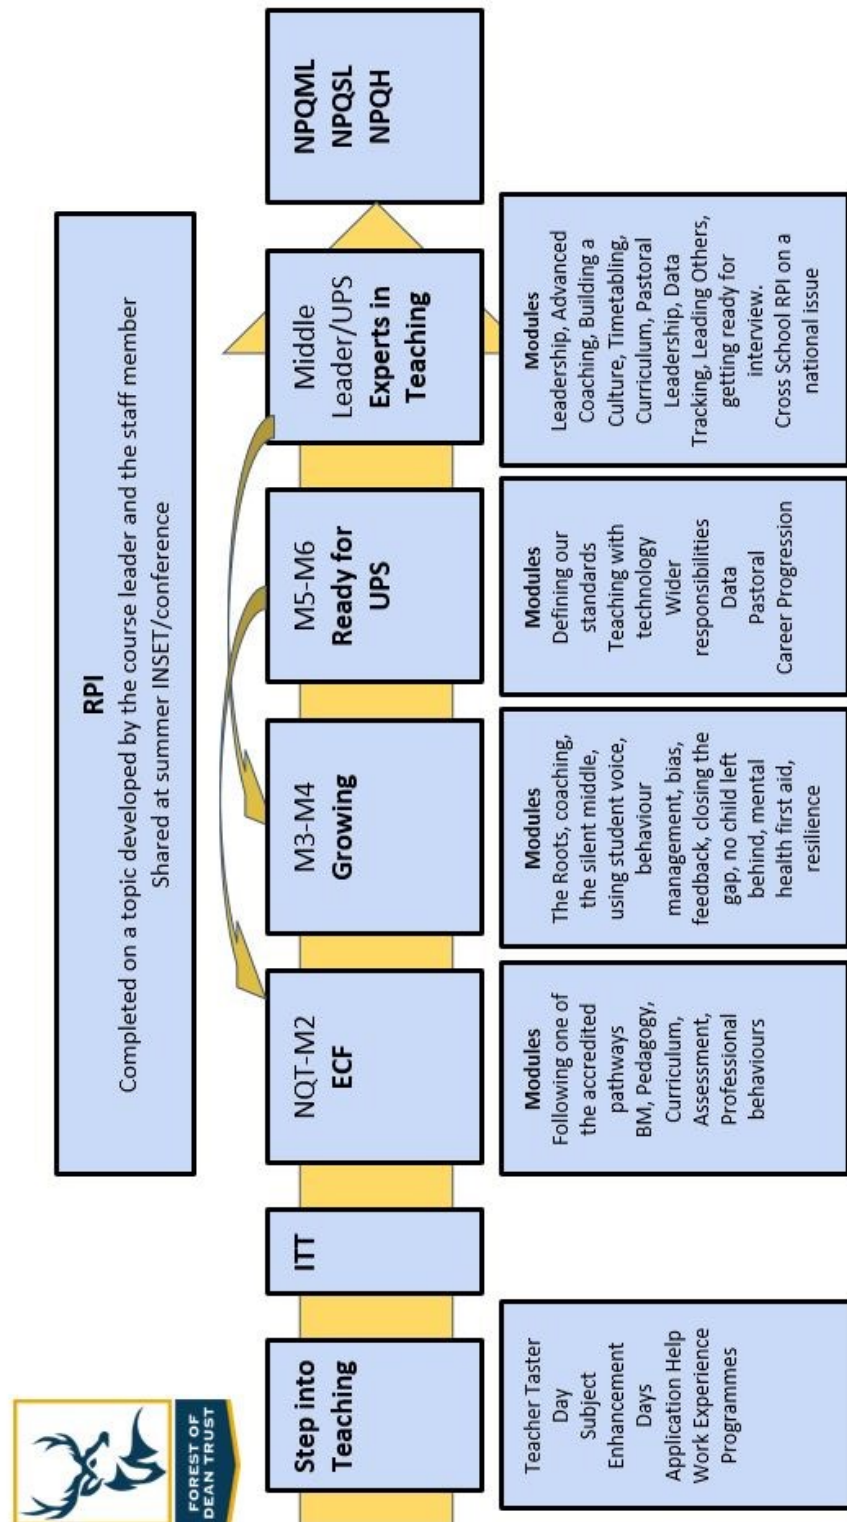 FOREST OF
DEAN TRUST
RPI
Completed on a topic developed by the course leader and the staff member
Shared at summer INSET/conference
Step into
Teaching
ITT
NQT-M2
ECF
M3-M4
Growing
M5-M6
Ready for
UPS
Middle
Leader/UPS
Experts in
Teaching
NPQML
NPQSL
NPQH
Teacher Taster
Day
Subject
Enhancement
Days
Application Help
Work Experience
Programmes
Modules
Following one of
the accredited
pathways
BM, Pedagogy,
Curriculum,
Assessment,
Professional
behaviours
Modules
The Roots, coaching,
the silent middle,
using student voice,
behaviour
management, bias,
feedback, closing the
gap, no child left
behind, mental
health first aid,
resilience
Modules
Defining our
standards
Teaching with
technology
Wider
responsibilities
Data
Pastoral
Career Progression
Modules
Leadership, Advanced
Coaching, Building a
Culture, Timetabling,
Curriculum, Pastoral
Leadership, Data
Tracking, Leading Others,
getting ready for
interview.
Cross School RPI on a
national issue